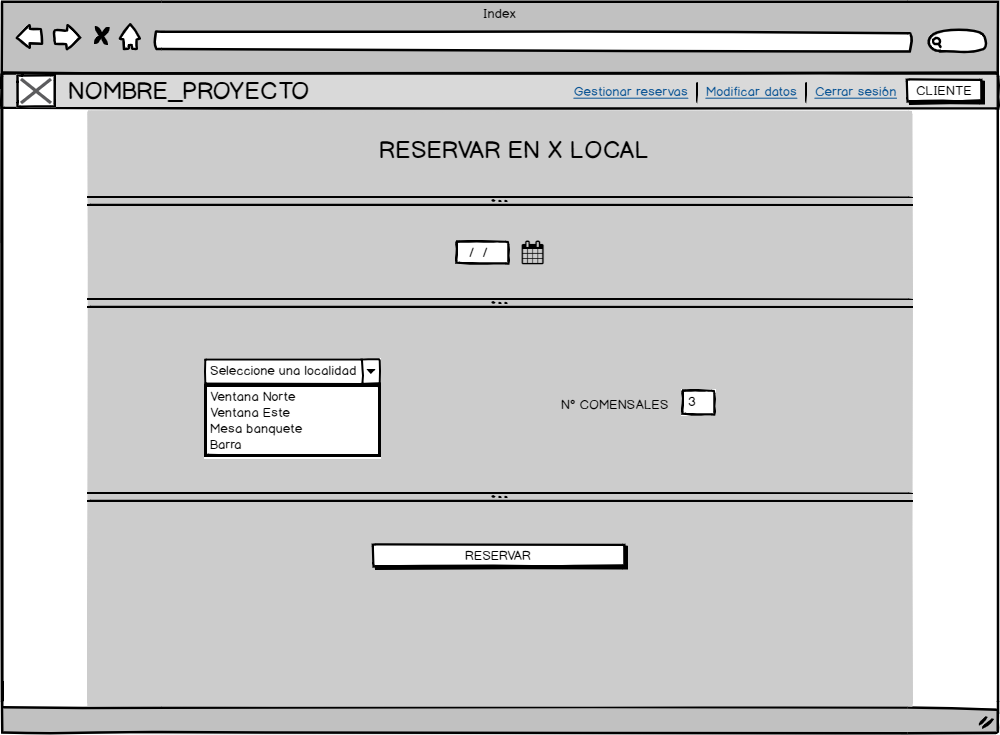 Index
NOMBRE_PROYECTO
Gestionar reservas | Modificar datos | Cerrar sesión CLIENTE
RESERVAR EN X LOCAL
/ /
Seleccione una localidad
Ventana Norte
Ventana Este
Mesa banquete
Barra
Nº COMENSALES 3
RESERVAR